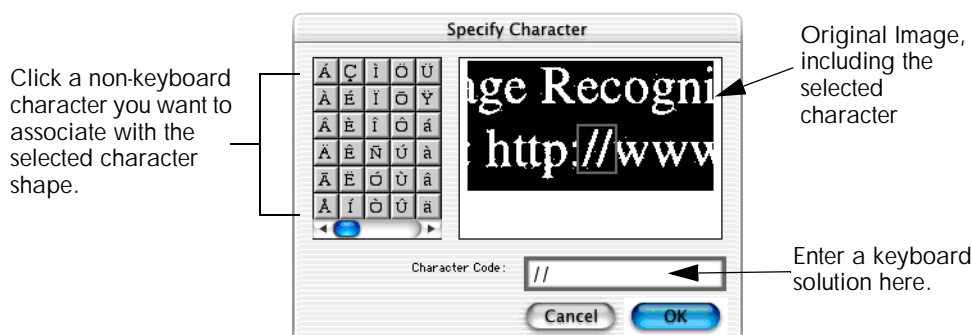 Specify Character
Click a non-keyboard
character you want to
associate with the
selected character
shape.
Á Ç Ì Ö Ü
À É Ï Õ Ÿ
Â È Î Ô á
Ä Ê Ñ Ú à
Ã Ë Ó Ù â
Å Í Ò Û ä
age Recogni
http://www
Original Image,
including the
selected
character
Character Code: //
Enter a keyboard
solution here.
Cancel OK